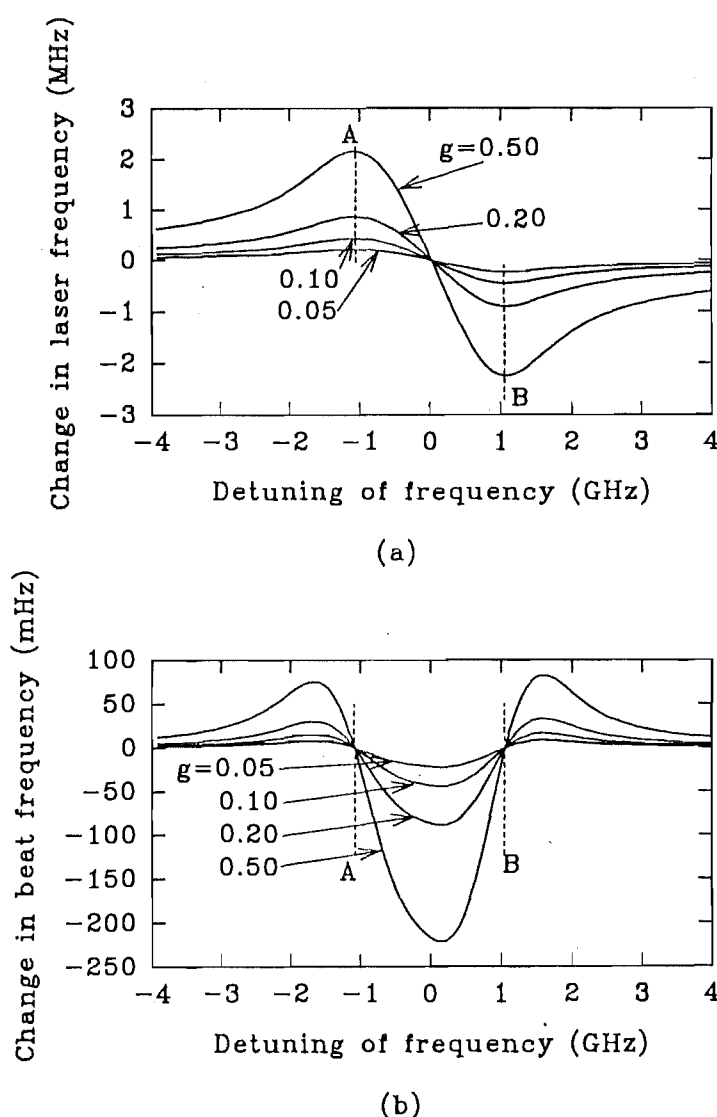 Change in laser frequency (MHz)
3
2
1
0
-1
-2
-3
A
g=0.50
0.20
0.10
0.05
B
-4 -3 -2 -1 0 1 2 3 4
Detuning of frequency (GHz)
(a)
Change in beat frequency (mHz)
100
50
0
-50
-100
-150
-200
-250
g=0.05
0.10
0.20
0.50
A
B
-4 -3 -2 -1 0 1 2 3 4
Detuning of frequency (GHz)
(b)